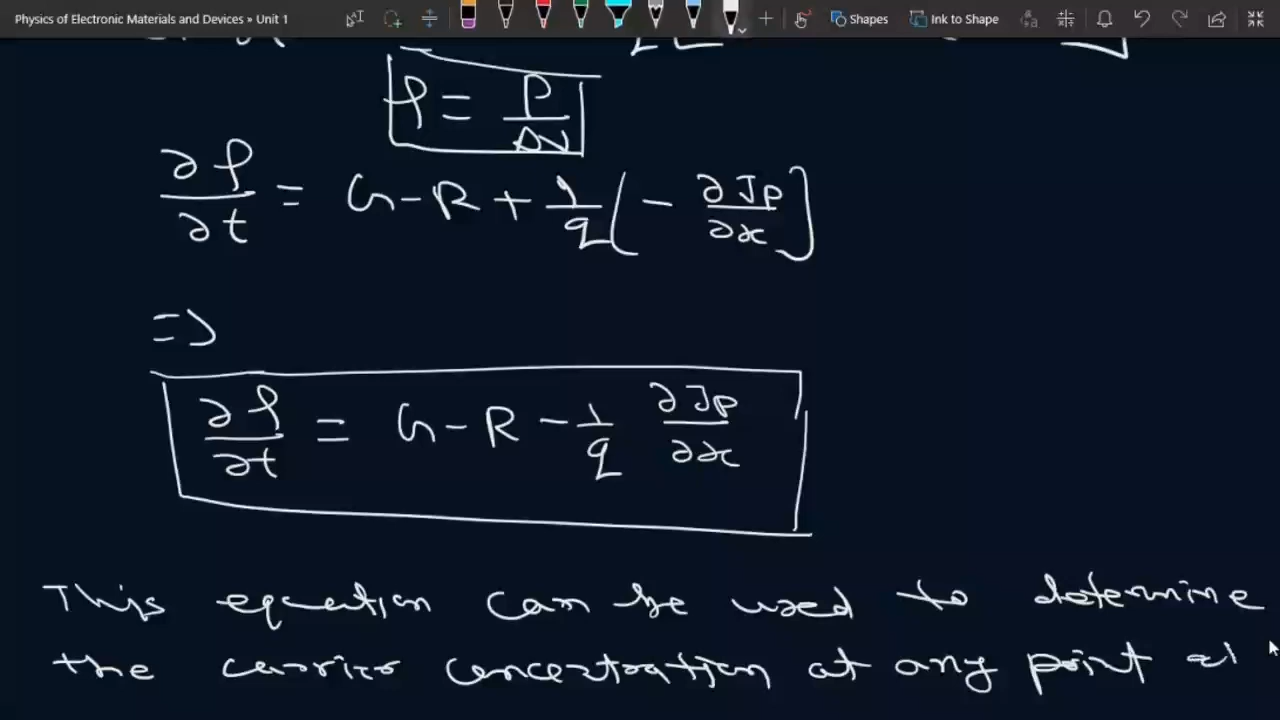 Physics of Electronic Materials and Devices » Unit 1
Shapes
Ink to Shape
ρ = P / ΔV
∂ρ/∂t = G - R + 1/q (- ∂Jp/∂x)
=>
∂ρ/∂t = G - R - 1/q ∂Jp/∂x
This equation can be used to determine
the carrier concentration at any point